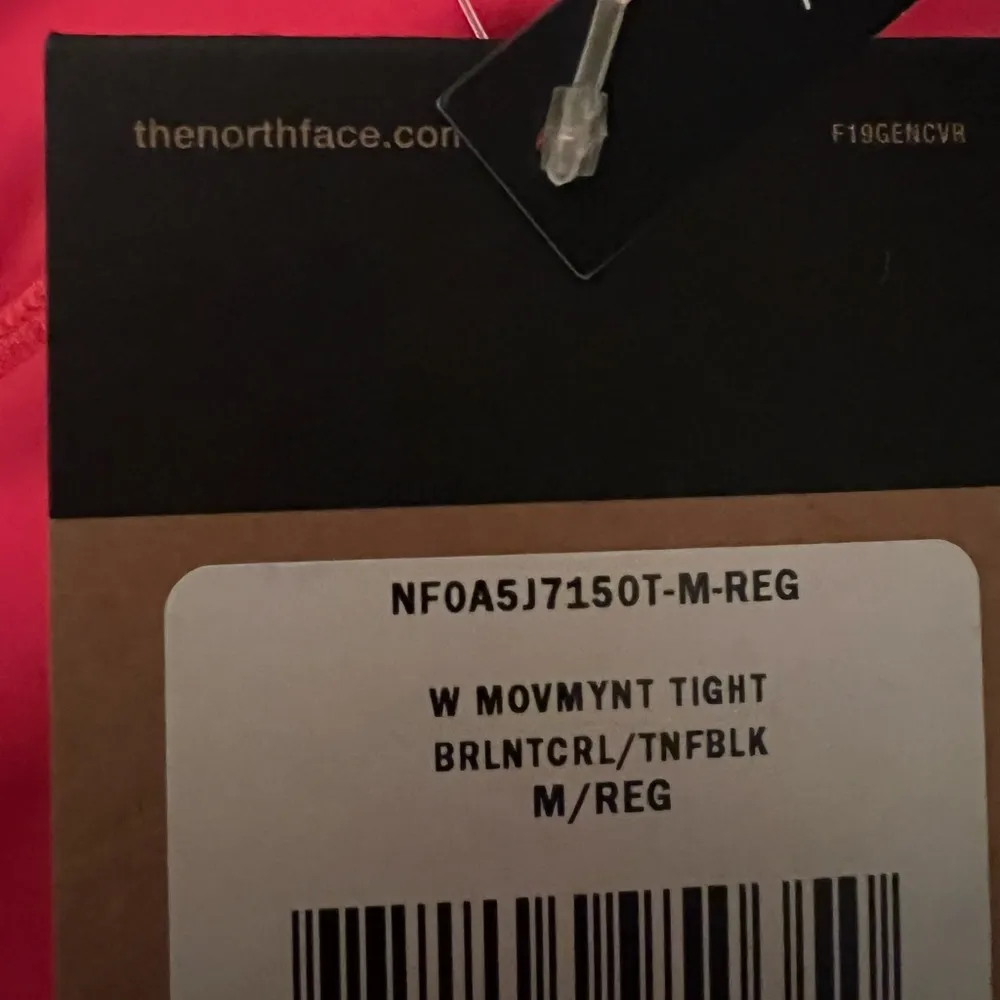 thenorthface.com
F19GENCVR
NF0A5J7150T-M-REG
W MOVMYNT TIGHT
BRLNTCRL/TNFBLK
M/REG